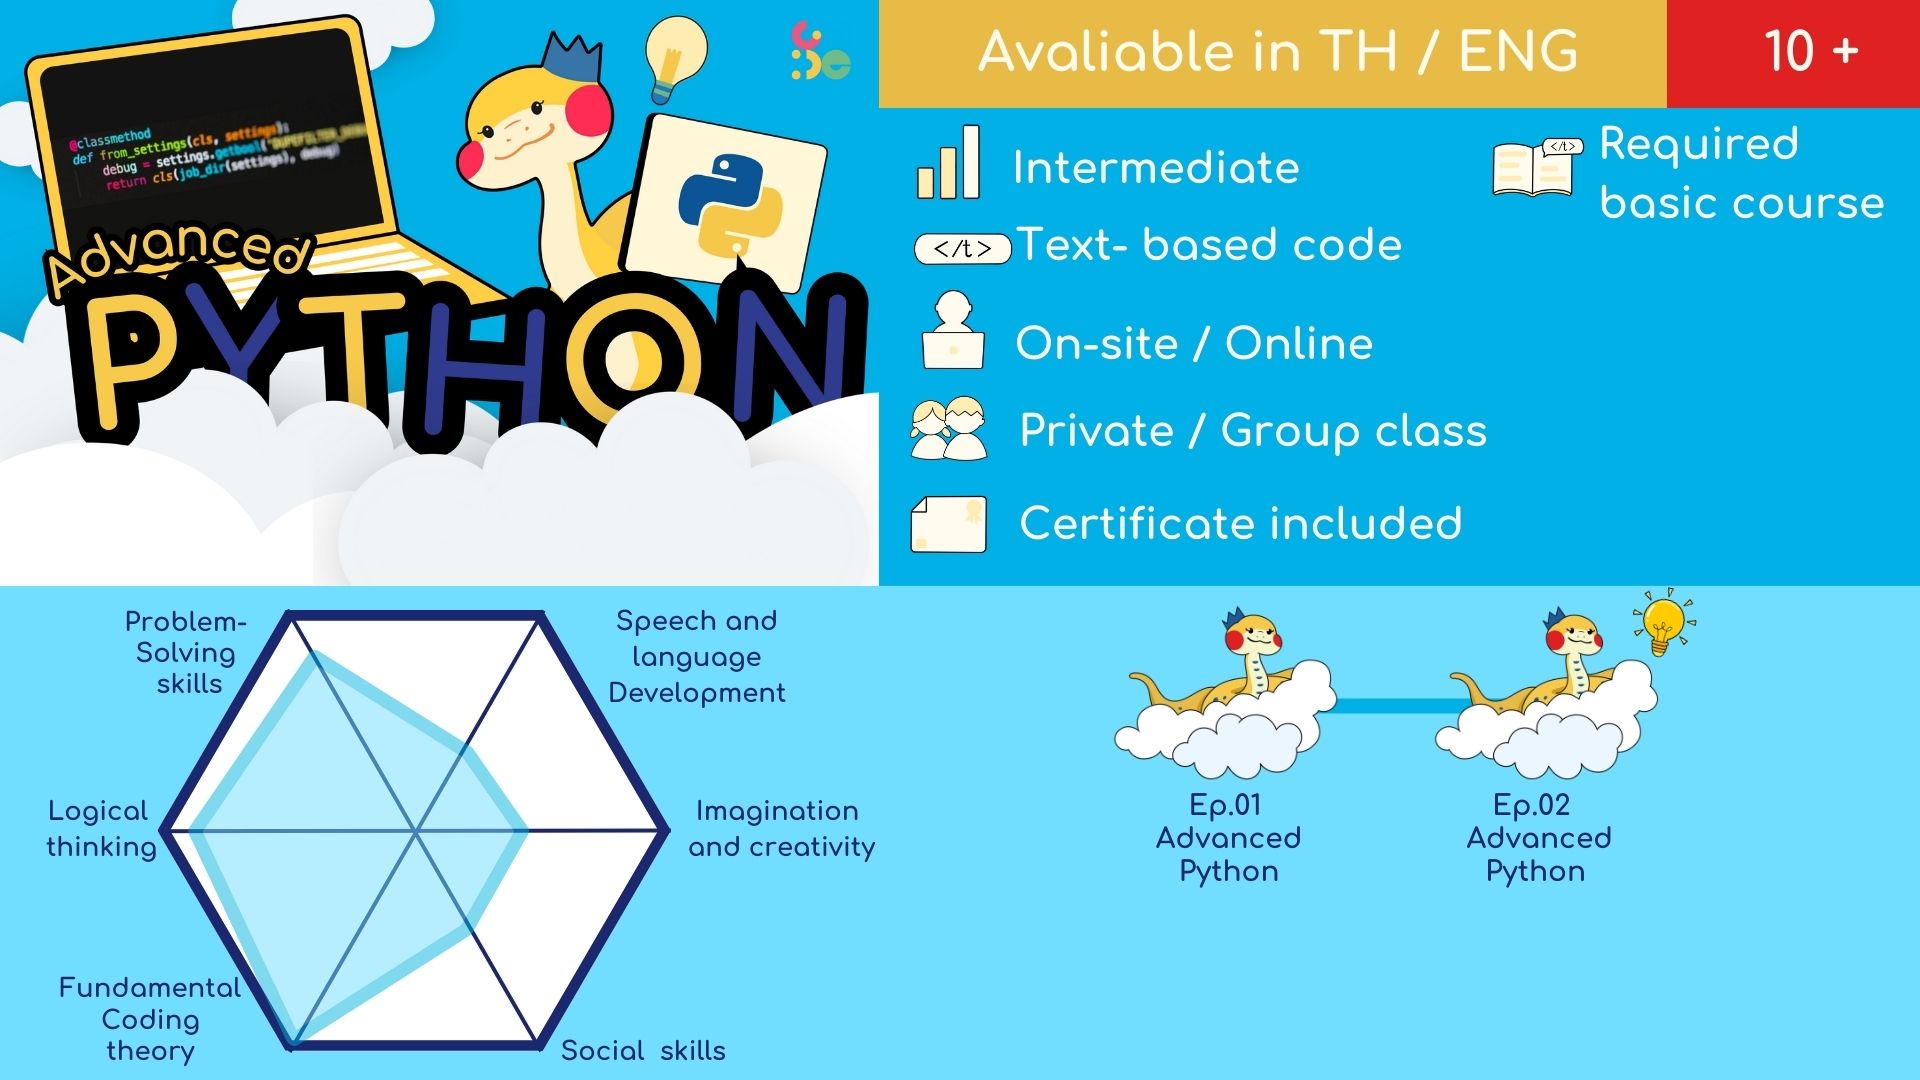 @classmethod
def from_settings(cls, settings):
debug = settings.getbool('DUPEFILTER_DEBUG
return cls(job_dir(settings), debug)
Advanced
PYTHON
Avaliable in TH / ENG
10 +
Intermediate
Required
basic course
</t> Text- based code
</t>
On-site / Online
Private / Group class
Certificate included
Problem-
Solving
skills
Speech and
language
Development
Logical
thinking
Imagination
and creativity
Fundamental
Coding
theory
Social skills
Ep.01
Advanced
Python
Ep.02
Advanced
Python